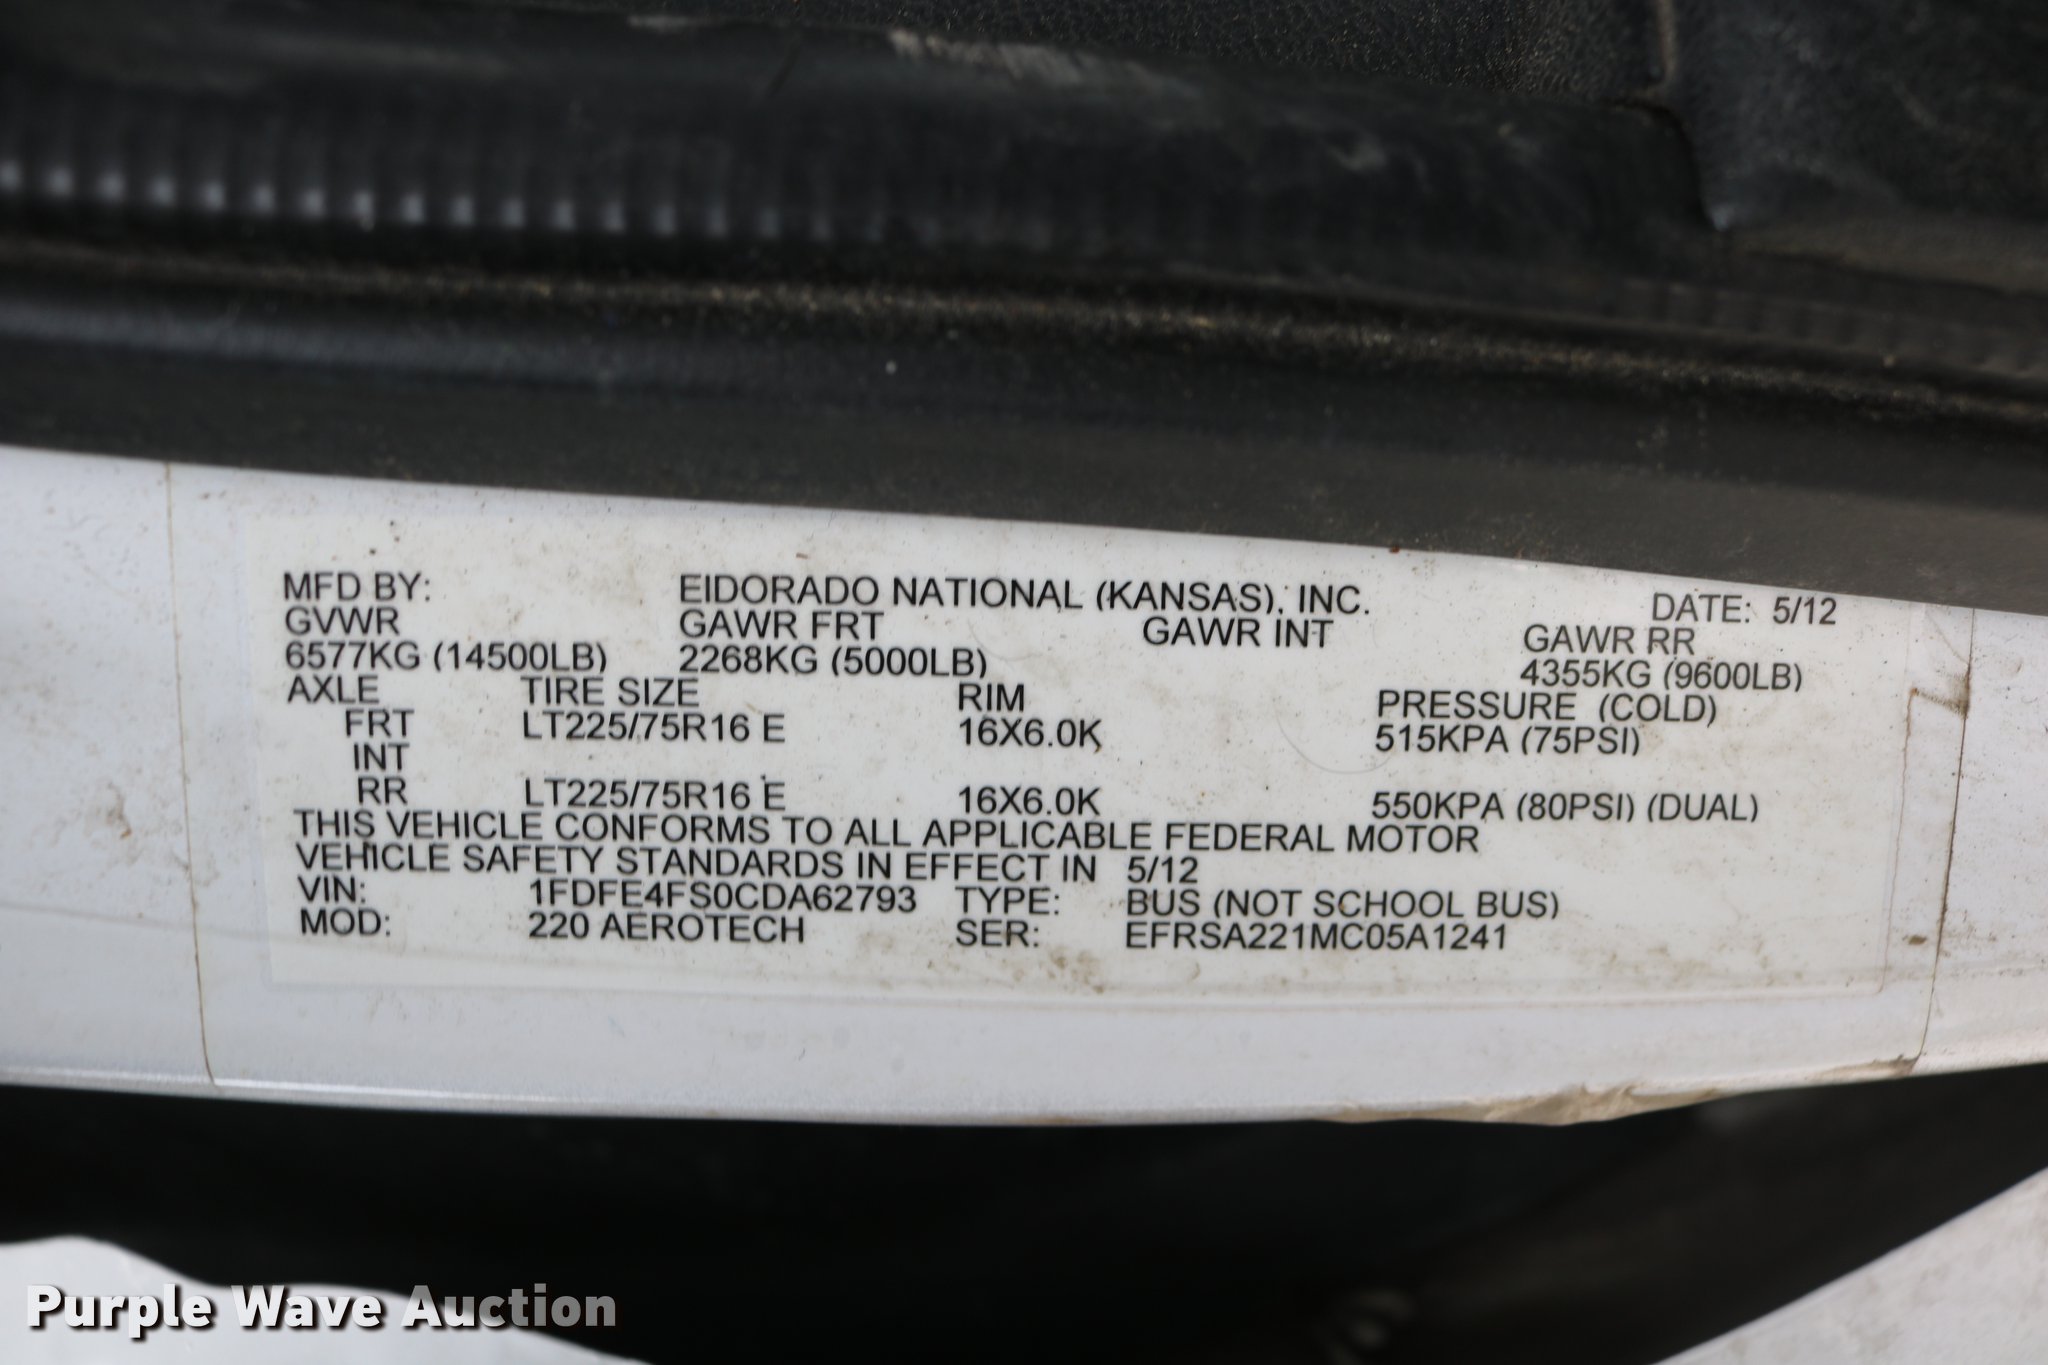 MFD BY: EIDORADO NATIONAL (KANSAS), INC. DATE: 5/12
GVWR GAWR FRT GAWR INT GAWR RR
6577KG (14500LB) 2268KG (5000LB) 4355KG (9600LB)
AXLE TIRE SIZE RIM PRESSURE (COLD)
FRT LT225/75R16 E 16X6.0K 515KPA (75PSI)
INT
RR LT225/75R16 E 16X6.0K 550KPA (80PSI) (DUAL)
THIS VEHICLE CONFORMS TO ALL APPLICABLE FEDERAL MOTOR
VEHICLE SAFETY STANDARDS IN EFFECT IN 5/12
VIN: 1FDFE4FS0CDA62793 TYPE: BUS (NOT SCHOOL BUS)
MOD: 220 AEROTECH SER: EFRSA221MC05A1241
Purple Wave Auction